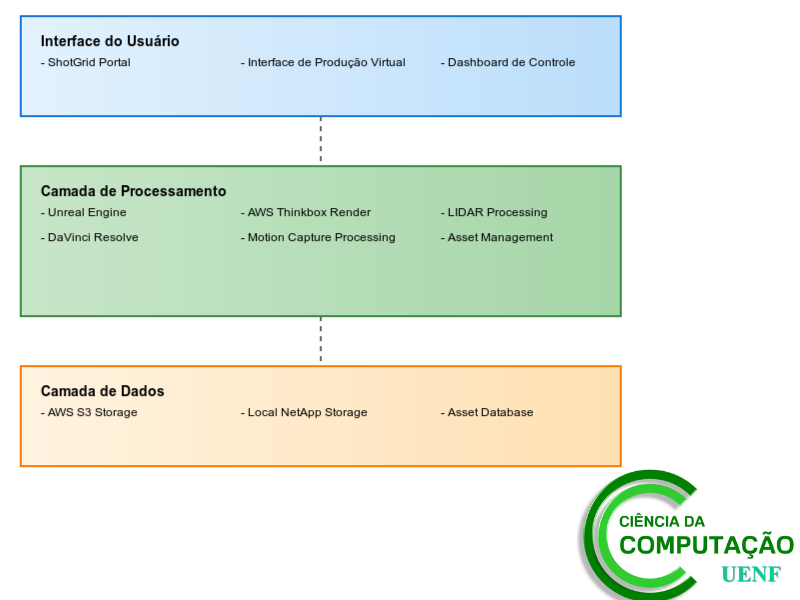 Interface do Usuário
- ShotGrid Portal - Interface de Produção Virtual - Dashboard de Controle
Camada de Processamento
- Unreal Engine - AWS Thinkbox Render - LIDAR Processing
- DaVinci Resolve - Motion Capture Processing - Asset Management
Camada de Dados
- AWS S3 Storage - Local NetApp Storage - Asset Database
CIÊNCIA DA
COMPUTAÇÃO
UENF